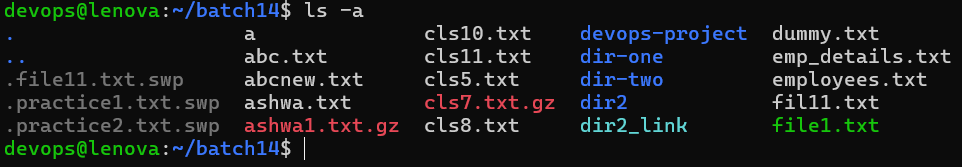 devops@lenova:~/batch14$ ls -a
. a cls10.txt devops-project dummy.txt
.. abc.txt cls11.txt dir-one emp_details.txt
.file11.txt.swp abcnew.txt cls5.txt dir-two employees.txt
.practice1.txt.swp ashwa.txt cls7.txt.gz dir2 fil11.txt
.practice2.txt.swp ashwa1.txt.gz cls8.txt dir2_link file1.txt
devops@lenova:~/batch14$